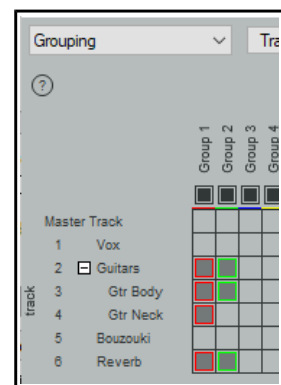 Grouping
Tra
?
Group 1
Group 2
Group 3
Group 4
Master Track
1 Vox
2 Guitars
track
3 Gtr Body
4 Gtr Neck
5 Bouzouki
6 Reverb